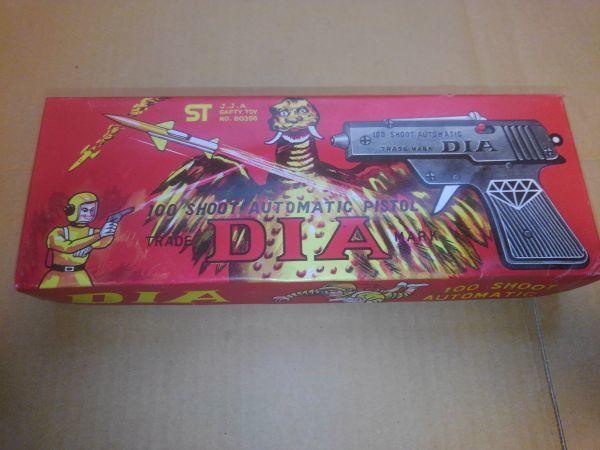 ST
J.J.A
SAFTY TOY
NO. B0356
100 SHOOT AUTOMATIC
TRADE MARK DIA
100 SHOOT AUTOMATIC PISTOL
TRADE DIA MARK
DIA
100 SHOOT
AUTOMATIC